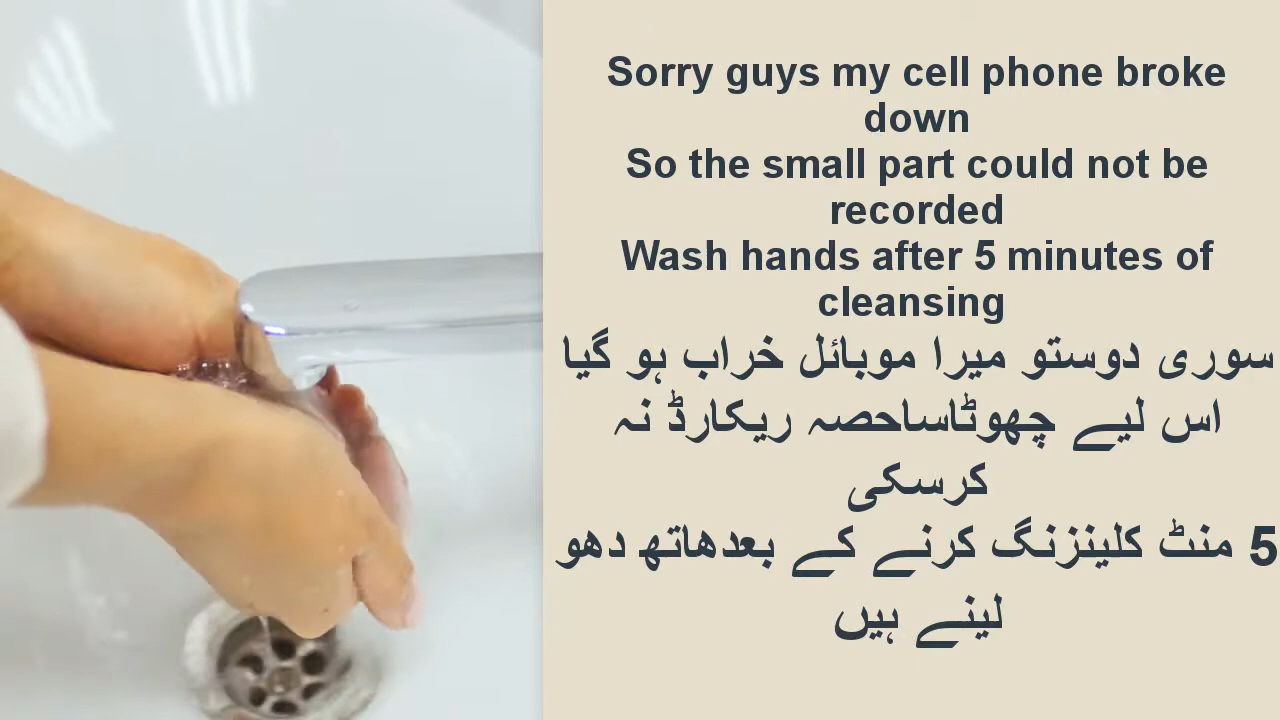 Sorry guys my cell phone broke
down
So the small part could not be
recorded
Wash hands after 5 minutes of
cleansing
سوری دوستو میرا موبائل خراب ہو گیا
اس لیے چھوٹاساحصہ ریکارڈ نہ
کرسکی
5 منٹ کلینزنگ کرنے کے بعدھاتھ دھو
لینے ہیں